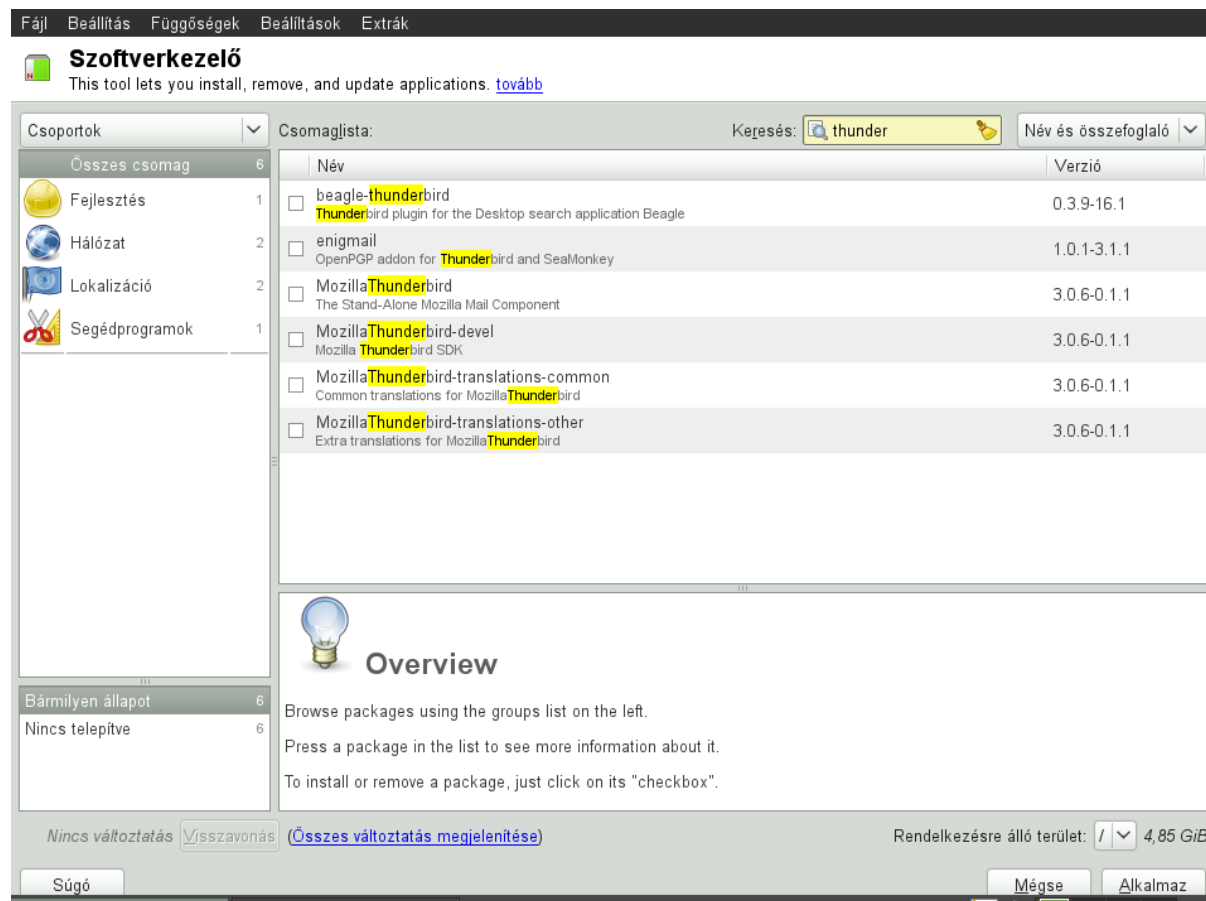 Fájl Beállítás Függőségek Beálíltások Extrák
Szoftverkezelő
This tool lets you install, remove, and update applications. tovább
Csoportok
Csomaglista:
Keresés: thunder
Név és összefoglaló
Összes csomag 6
Név Verzió
Fejlesztés 1
Hálózat 2
Lokalizáció 2
Segédprogramok 1
beagle-thunderbird 0.3.9-16.1
Thunderbird plugin for the Desktop search application Beagle
enigmail 1.0.1-3.1.1
OpenPGP addon for Thunderbird and SeaMonkey
MozillaThunderbird 3.0.6-0.1.1
The Stand-Alone Mozilla Mail Component
MozillaThunderbird-devel 3.0.6-0.1.1
Mozilla Thunderbird SDK
MozillaThunderbird-translations-common 3.0.6-0.1.1
Common translations for MozillaThunderbird
MozillaThunderbird-translations-other 3.0.6-0.1.1
Extra translations for MozillaThunderbird
Bármilyen állapot 6
Nincs telepítve 6
Overview
Browse packages using the groups list on the left.
Press a package in the list to see more information about it.
To install or remove a package, just click on its "checkbox".
Nincs változtatás Visszavonás (Összes változtatás megjelenítése)
Rendelkezésre álló terület: / 4,85 GiB
Súgó
Mégse Alkalmaz